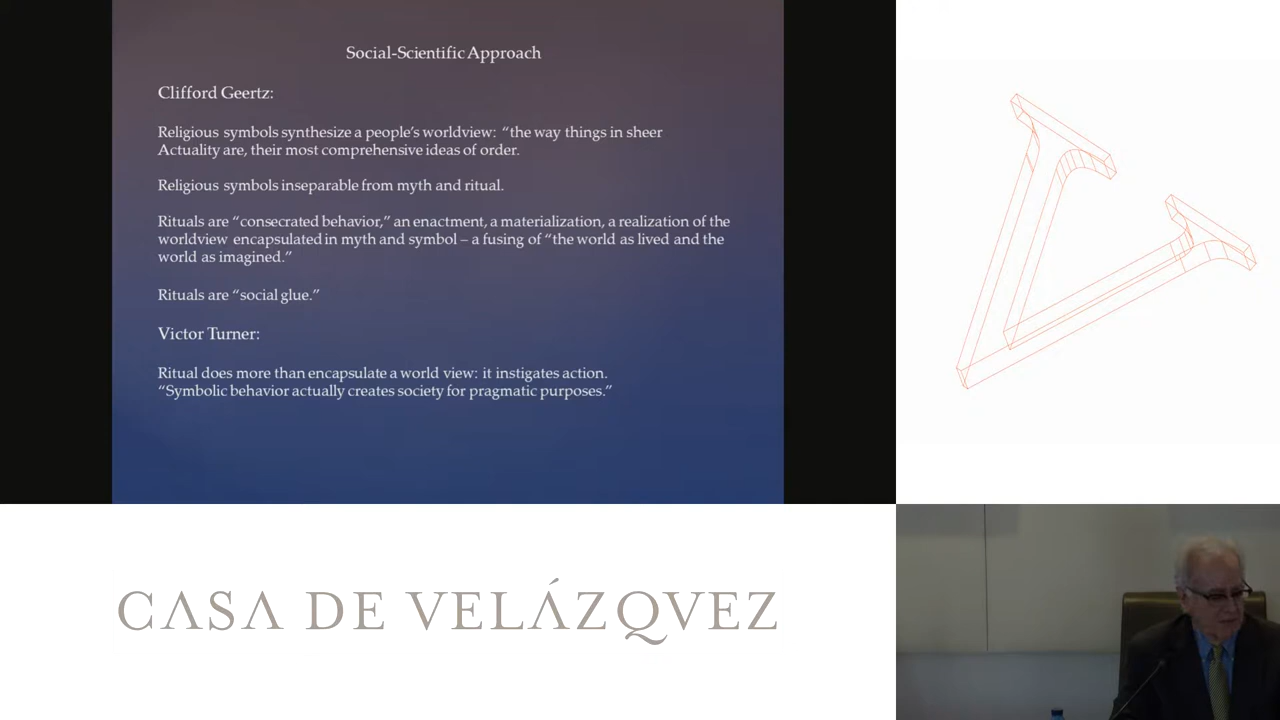 Social-Scientific Approach
Clifford Geertz:
Religious symbols synthesize a people’s worldview: “the way things in sheer
Actuality are, their most comprehensive ideas of order.
Religious symbols inseparable from myth and ritual.
Rituals are “consecrated behavior,” an enactment, a materialization, a realization of the
worldview encapsulated in myth and symbol – a fusing of “the world as lived and the
world as imagined.”
Rituals are “social glue.”
Victor Turner:
Ritual does more than encapsulate a world view: it instigates action.
“Symbolic behavior actually creates society for pragmatic purposes.”
CASA DE VELÁZQVEZ